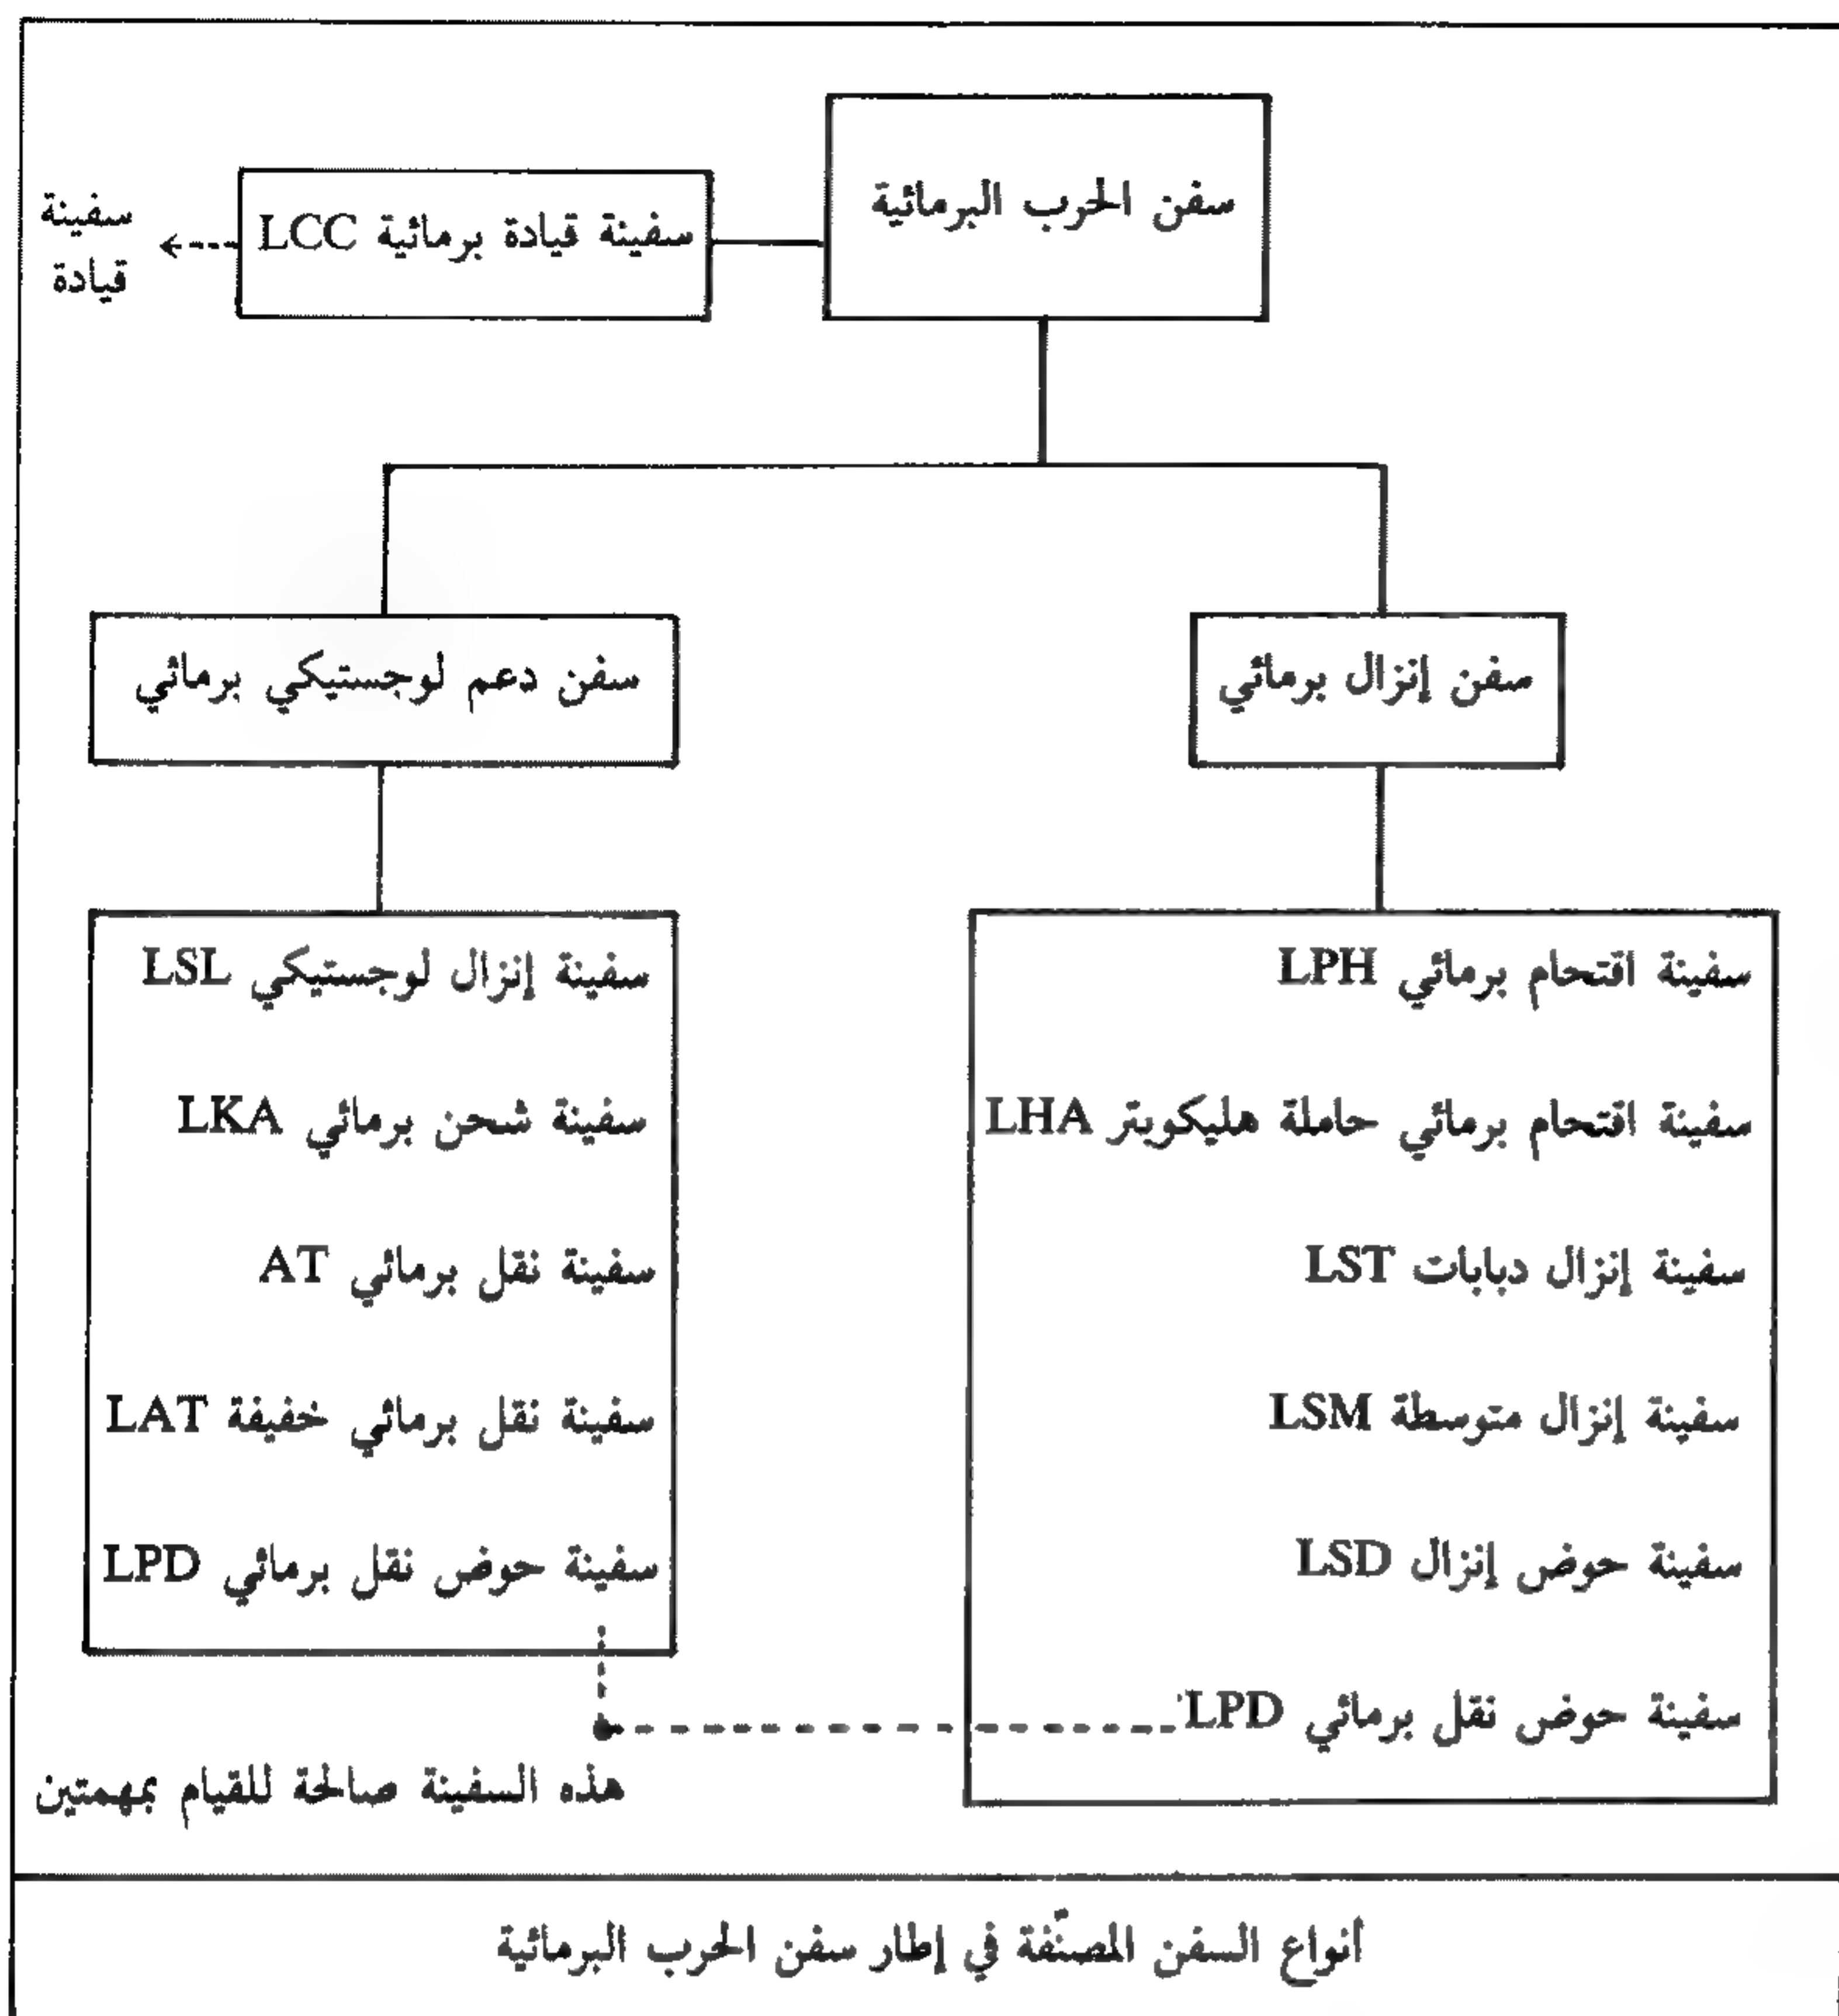 سفن الحرب البرمائية
سفينة قيادة برمائية LCC
سفينة
قيادة
سفن إنزال برمائي
سفن دعم لوجستيكي برمائي
سفينة اقتحام برمائي LPH
سفينة اقتحام برمائي حاملة هليكوبتر LHA
سفينة إنزال دبابات LST
سفينة إنزال متوسطة LSM
سفينة حوض إنزال LSD
سفينة حوض نقل برمائي LPD
سفينة إنزال لوجستيكي LSL
سفينة شحن برمائي LKA
سفينة نقل برمائي AT
سفينة نقل برمائي خفيفة LAT
سفينة حوض نقل برمائي LPD
هذه السفينة صالحة للقيام بمهمتين
أنواع السفن المصنّفة في إطار سفن الحرب البرمائية